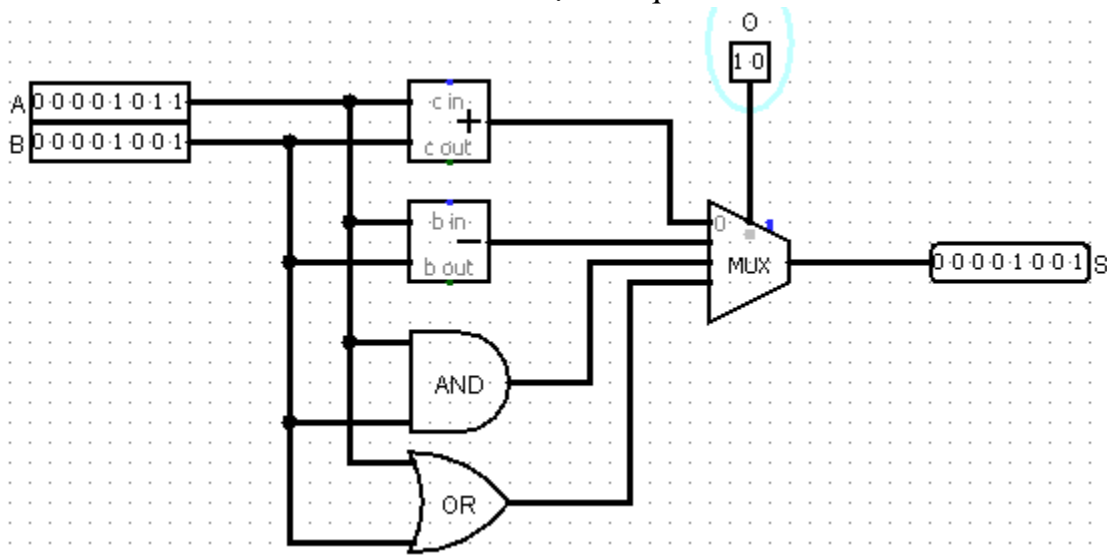 O
1 0
A 0 0 0 0 1 0 1 1
B 0 0 0 0 1 0 0 1
c in
+
c out
b in
−
b out
0
1
MUX
0 0 0 0 1 0 0 1 S
AND
OR